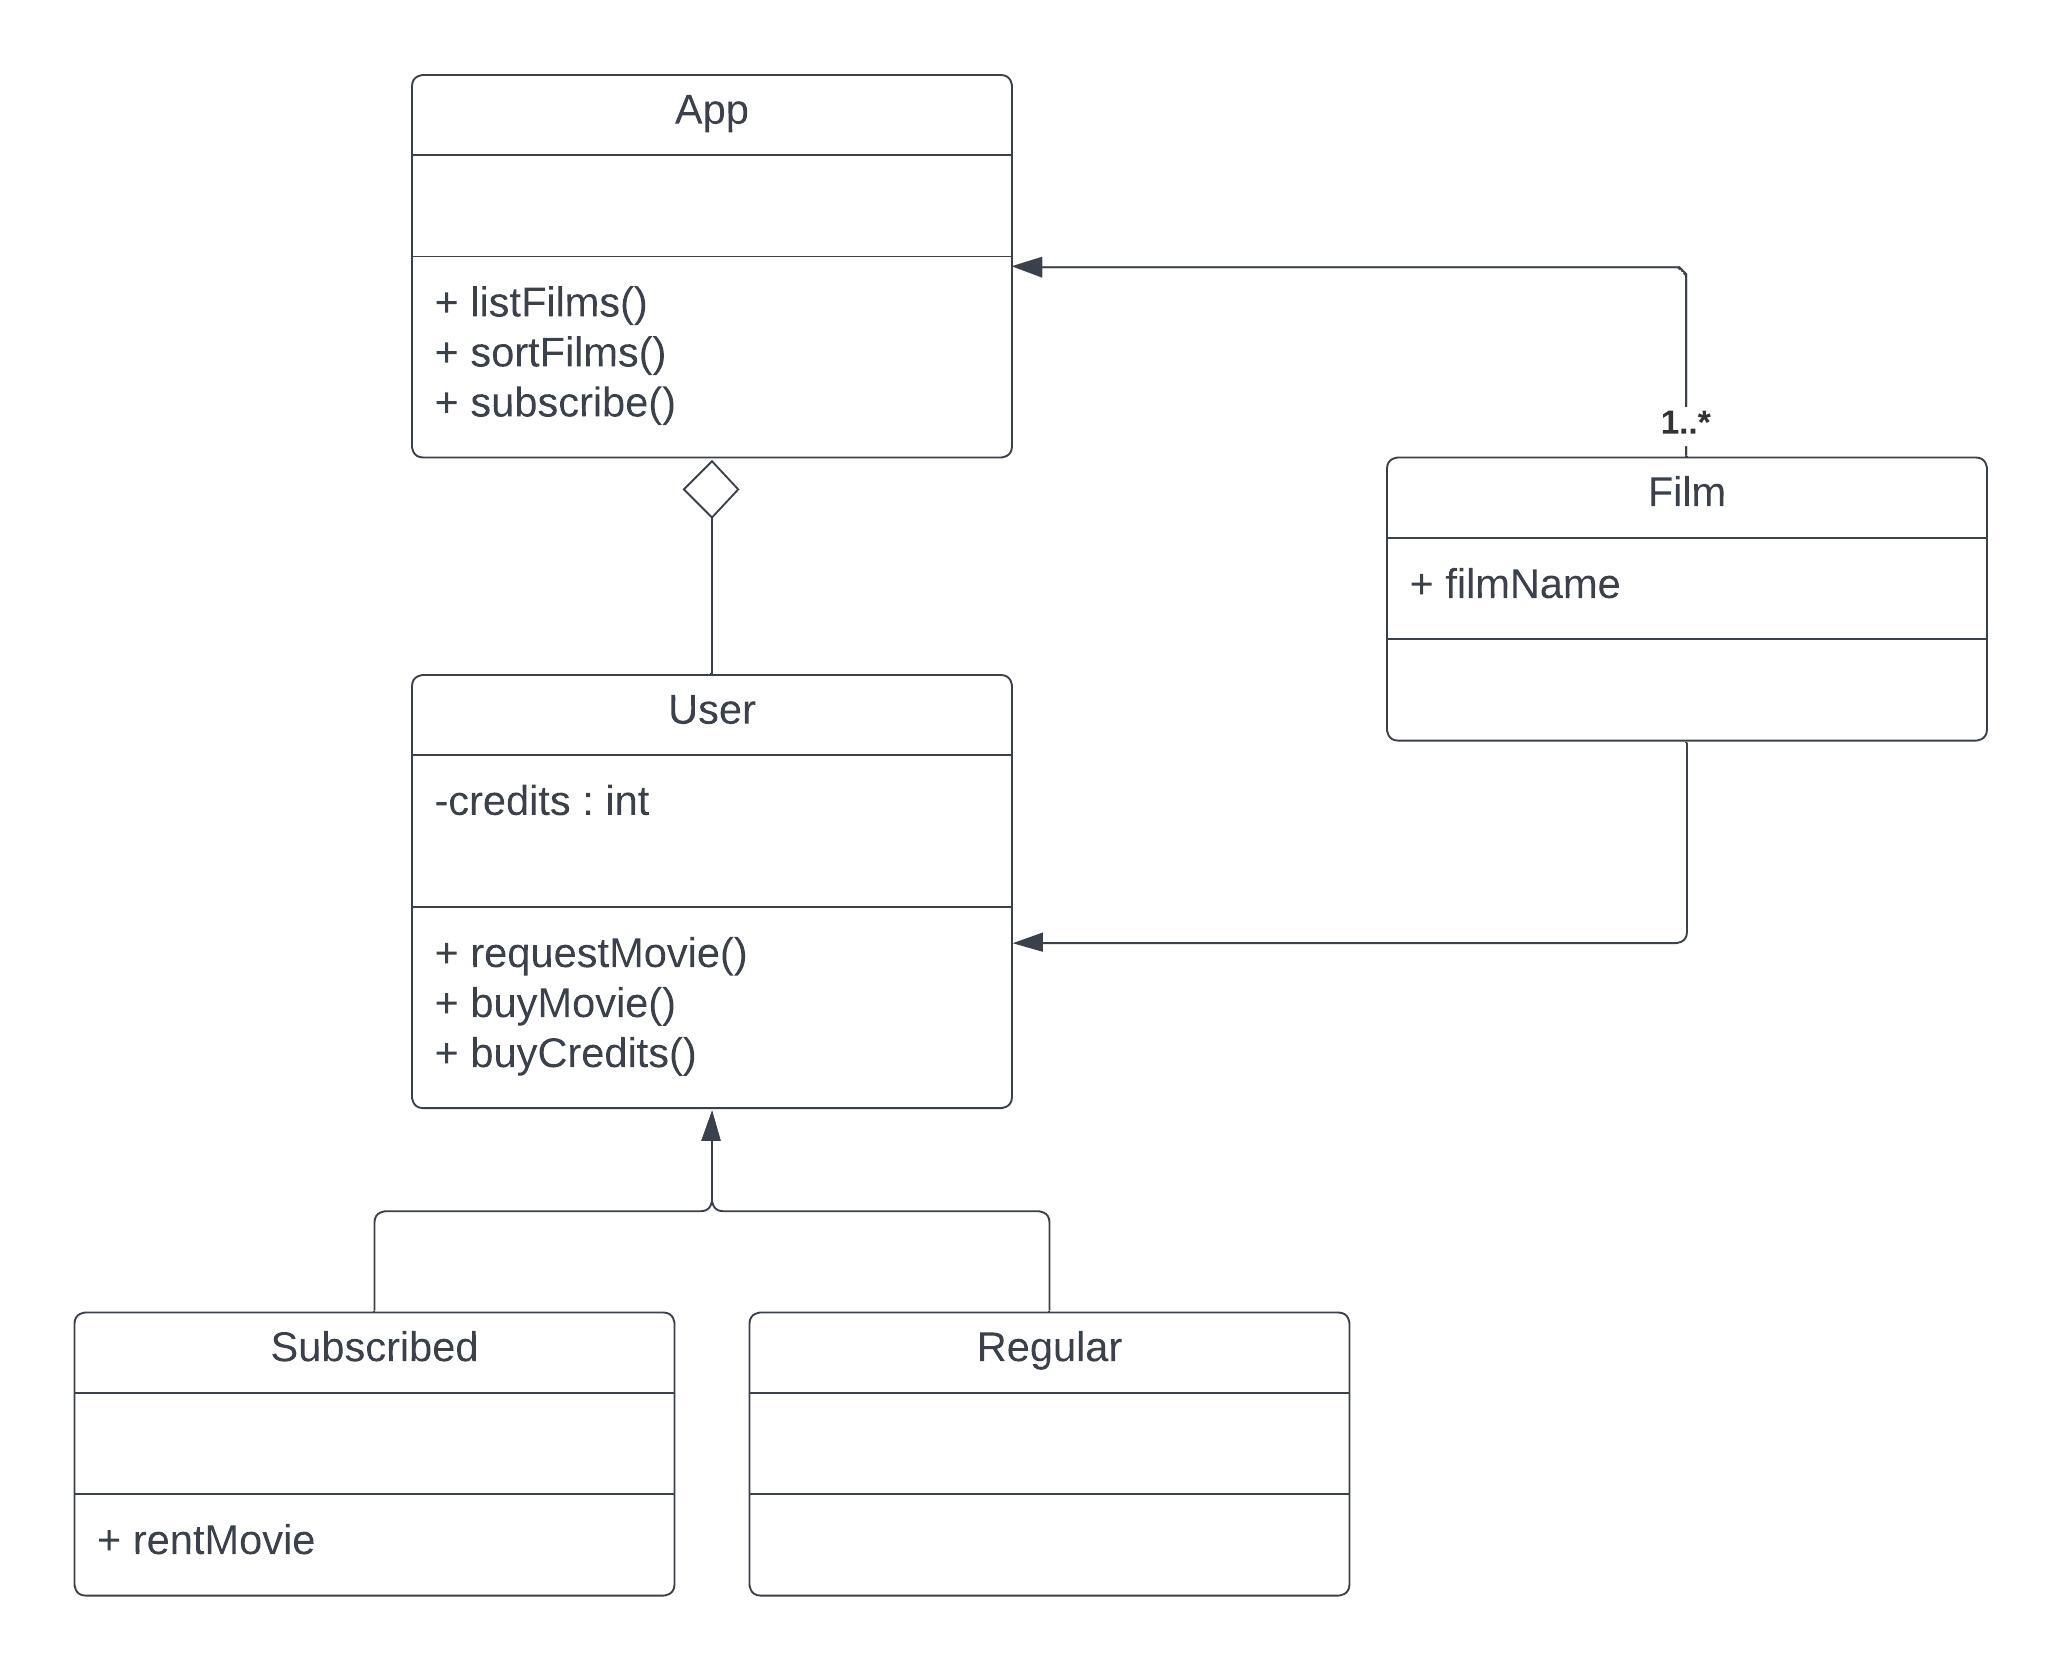 App
+ listFilms()
+ sortFilms()
+ subscribe()
1..*
Film
+ filmName
User
-credits : int
+ requestMovie()
+ buyMovie()
+ buyCredits()
Subscribed
+ rentMovie
Regular